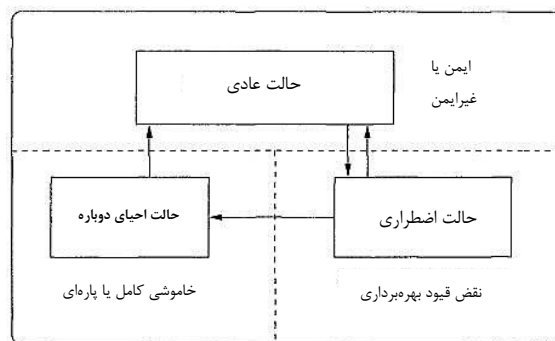 حالت عادی
ایمن یا
غیرایمن
حالت اضطراری
حالت احیای دوباره
نقض قیود بهره‌برداری
خاموشی کامل یا پاره‌ای